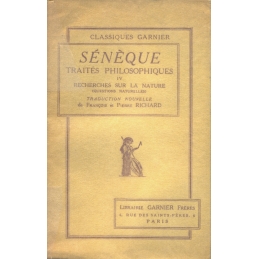 CLASSIQUES GARNIER
SÉNÈQUE
TRAITÉS PHILOSOPHIQUES
IV
RECHERCHES SUR LA NATURE
(QUESTIONS NATURELLES)
TRADUCTION NOUVELLE
de François et Pierre RICHARD
LIBRAIRIE GARNIER FRÈRES
6, RUE DES SAINTS-PÈRES, 6
PARIS